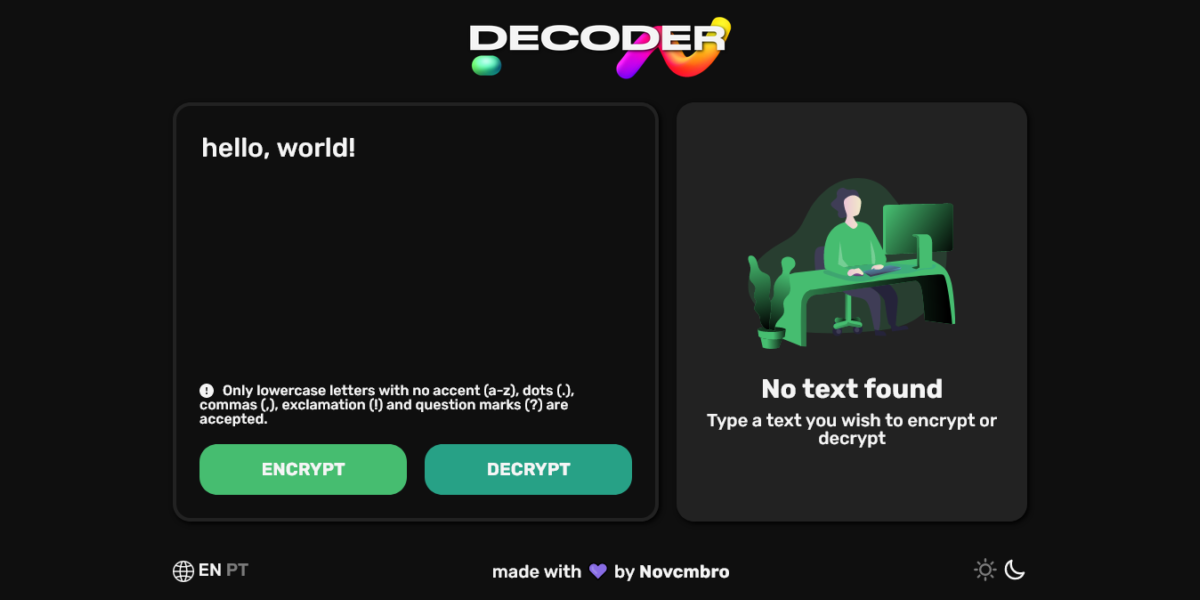 DECODER
hello, world!
Only lowercase letters with no accent (a-z), dots (.),
commas (,), exclamation (!) and question marks (?) are
accepted.
ENCRYPT
DECRYPT
No text found
Type a text you wish to encrypt or
decrypt
EN PT
made with 💜 by Novcmbro